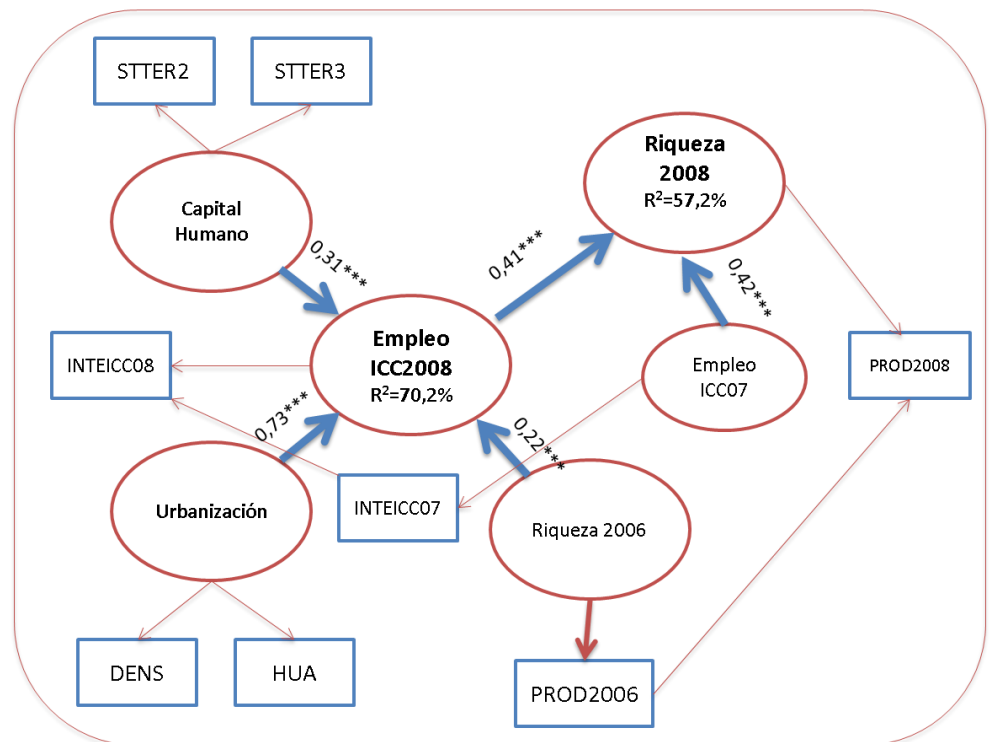 STTER2
STTER3
Riqueza
2008
R²=57,2%
Capital
Humano
0,31***
0,41***
0,42***
Empleo
ICC2008
R²=70,2%
INTEICC08
Empleo
ICC07
PROD2008
0,73***
0,22***
Urbanización
INTEICC07
Riqueza 2006
DENS
HUA
PROD2006